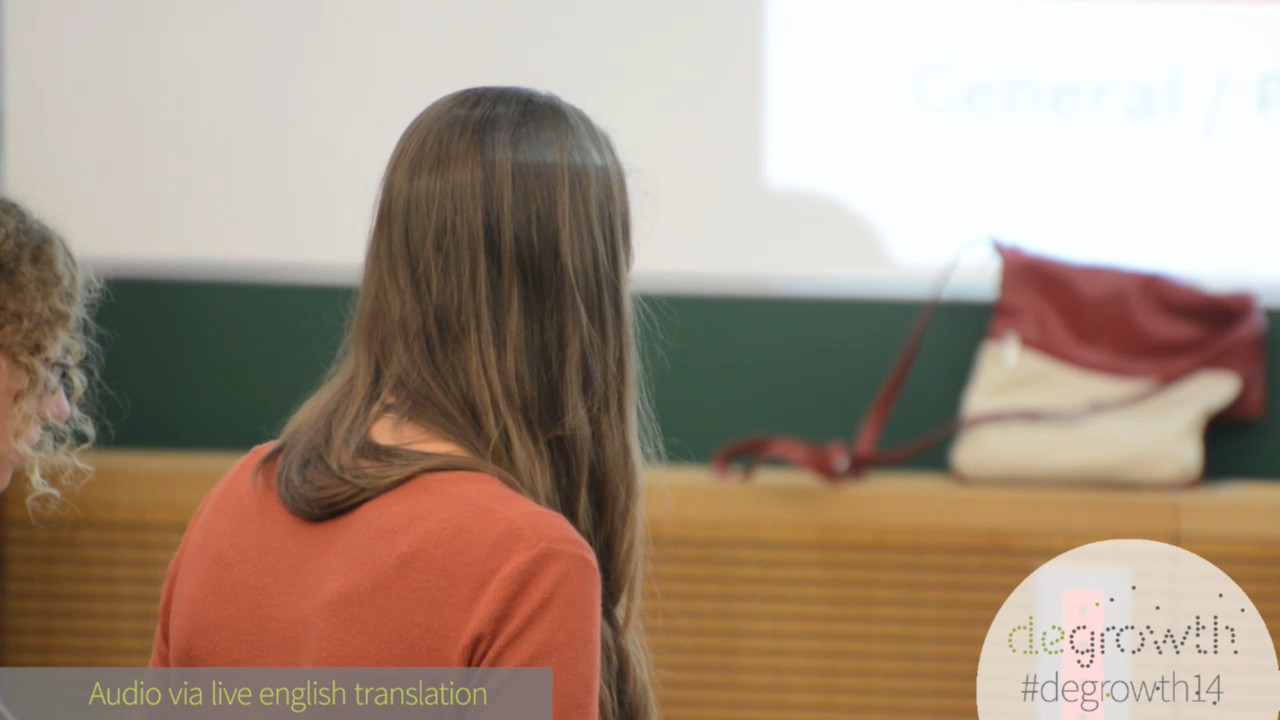 General /
Audio via live english translation
degrowth
#degrowth14